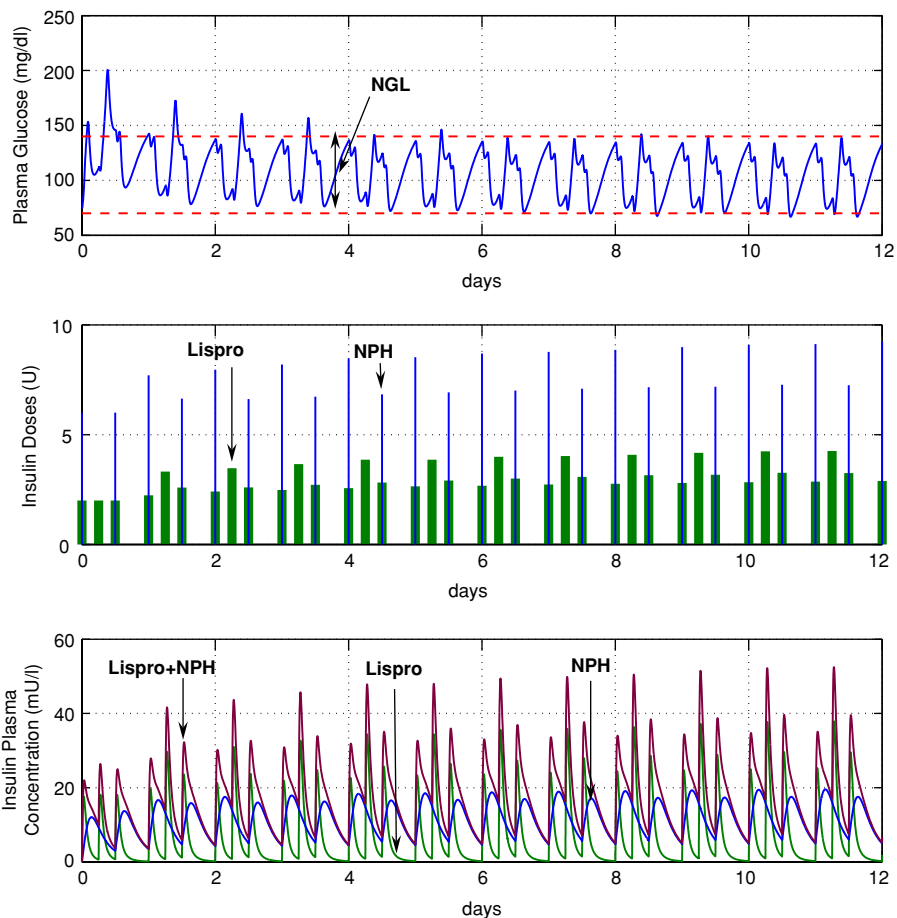 250
200
150
100
50
Plasma Glucose (mg/dl)
NGL
0 2 4 6 8 10 12
days
10
5
0
Insulin Doses (U)
Lispro
NPH
0 2 4 6 8 10 12
days
60
40
20
0
Insulin Plasma
Concentration (mU/l)
Lispro+NPH
Lispro
NPH
0 2 4 6 8 10 12
days